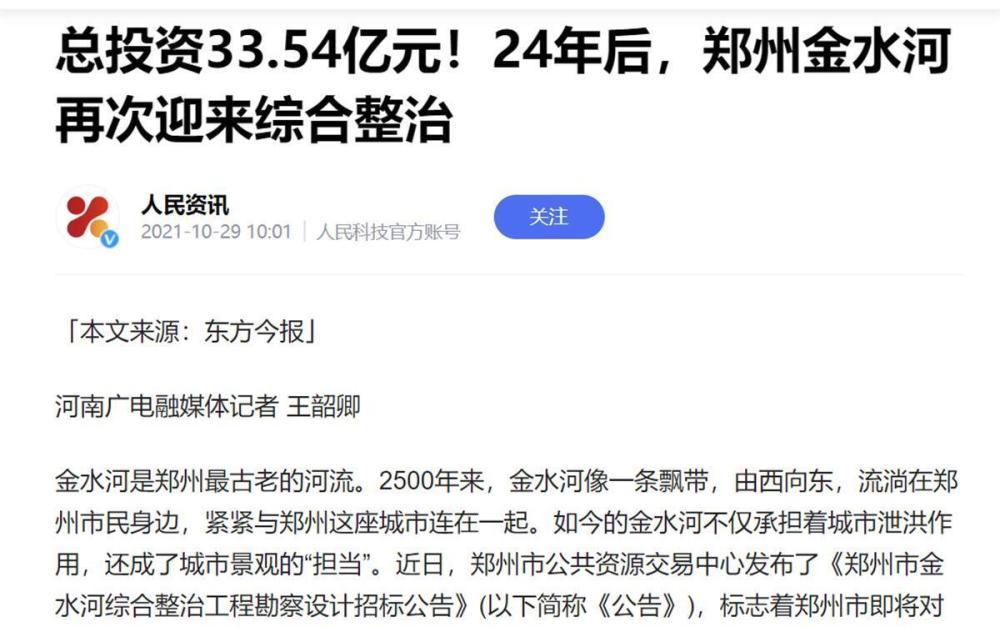 总投资33.54亿元！24年后，郑州金水河
再次迎来综合整治
人民资讯
2021-10-29 10:01 人民科技官方账号
关注
「本文来源：东方今报」
河南广电融媒体记者 王韶卿
金水河是郑州最古老的河流。2500年来，金水河像一条飘带，由西向东，流淌在郑
州市民身边，紧紧与郑州这座城市连在一起。如今的金水河不仅承担着城市泄洪作
用，还成了城市景观的“担当”。近日，郑州市公共资源交易中心发布了《郑州市金
水河综合整治工程勘察设计招标公告》(以下简称《公告》)，标志着郑州市即将对